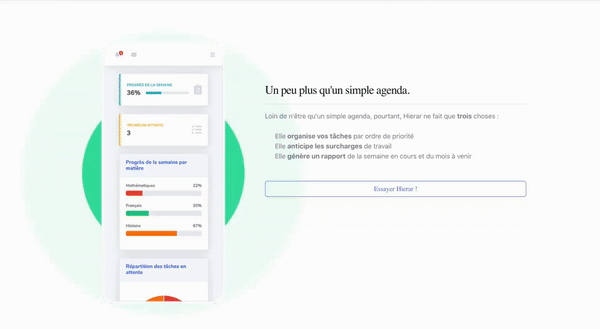 PROGRÈS DE LA SEMAINE
36%
TÂCHES EN ATTENTE
3
Progrès de la semaine par
matière
Mathématiques 22%
Français 30%
Histoire 67%
Répartition des tâches en
attente
Un peu plus qu'un simple agenda.
Loin de n'être qu'un simple agenda, pourtant, Hierar ne fait que trois choses :
Elle organise vos tâches par ordre de priorité
Elle anticipe les surcharges de travail
Elle génère un rapport de la semaine en cours et du mois à venir
Essayer Hierar !